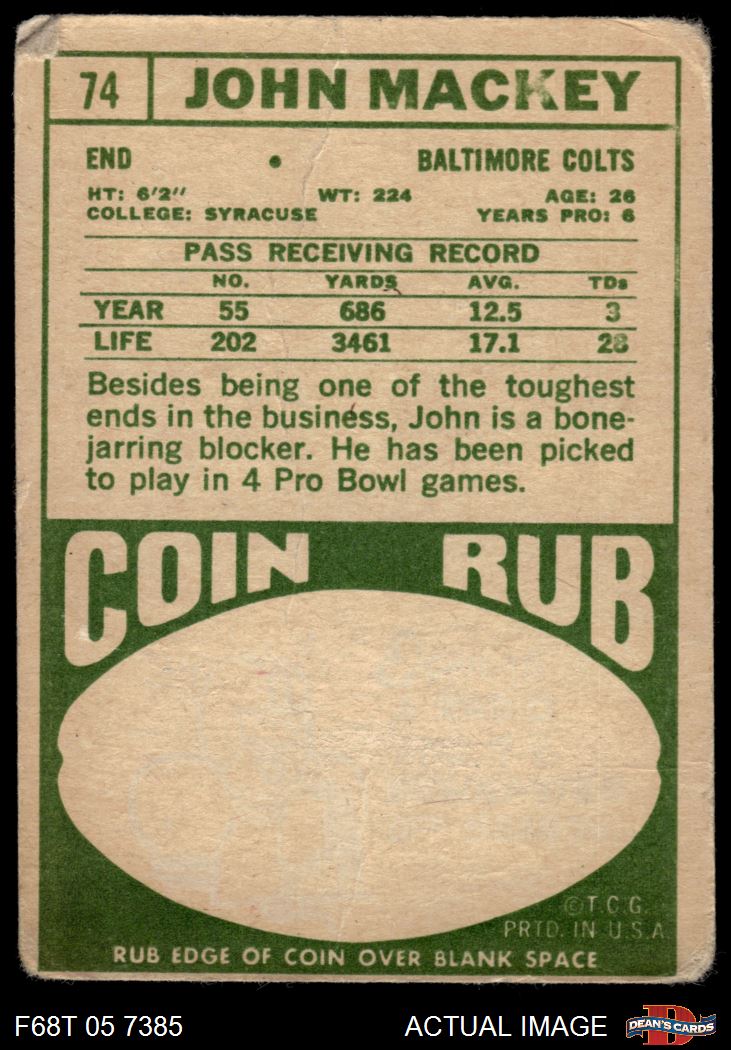 74 JOHN MACKEY
END • BALTIMORE COLTS
HT: 6'2" WT: 224 AGE: 26
COLLEGE: SYRACUSE YEARS PRO: 6
PASS RECEIVING RECORD
NO. YARDS AVG. TDs
YEAR 55 686 12.5 3
LIFE 202 3461 17.1 28
Besides being one of the toughest
ends in the business, John is a bone-
jarring blocker. He has been picked
to play in 4 Pro Bowl games.
COIN RUB
©T.C.G.
PRTD. IN U.S.A
RUB EDGE OF COIN OVER BLANK SPACE
F68T 05 7385 ACTUAL IMAGE DEAN'S CARDS